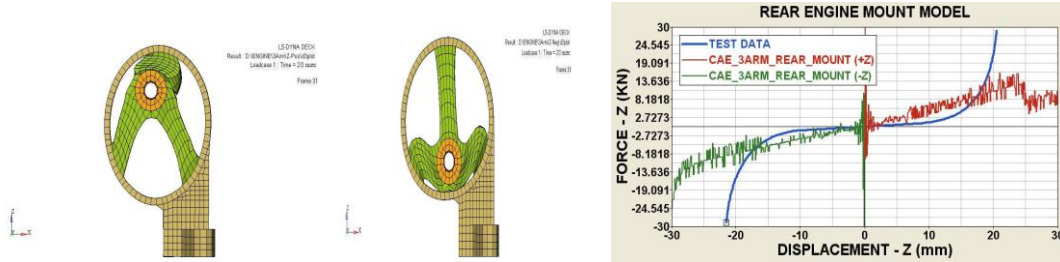 LS-DYNA DECK
Loadcase 1 : Time = 20 msec
Frame 31
Z
X
LS-DYNA DECK
Loadcase 1 : Time = 20 msec
Frame 31
Z
X
REAR ENGINE MOUNT MODEL
TEST DATA
CAE_3ARM_REAR_MOUNT (+Z)
CAE_3ARM_REAR_MOUNT (-Z)
FORCE - Z (KN)
30
24.545
19.091
13.636
8.1818
2.7273
-2.7273
-8.1818
-13.636
-19.091
-24.545
-30
-30 -20 -10 0 10 20 30
DISPLACEMENT - Z (mm)